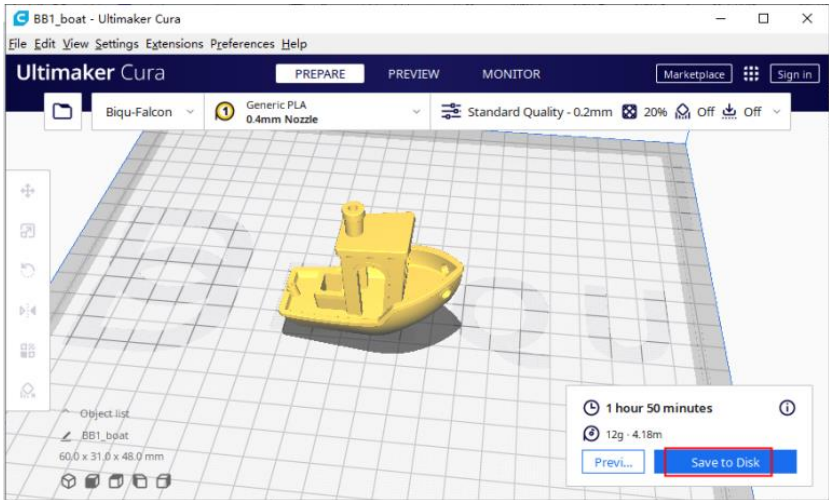 BB1_boat - Ultimaker Cura
File Edit View Settings Extensions Preferences Help
Ultimaker Cura PREPARE PREVIEW MONITOR Marketplace Sign in
Biqu-Falcon 1 Generic PLA Standard Quality - 0.2mm 20% Off Off
0.4mm Nozzle
Object list
BB1_boat
60.0 x 31.0 x 48.0 mm
1 hour 50 minutes
12g · 4.18m
Previ... Save to Disk